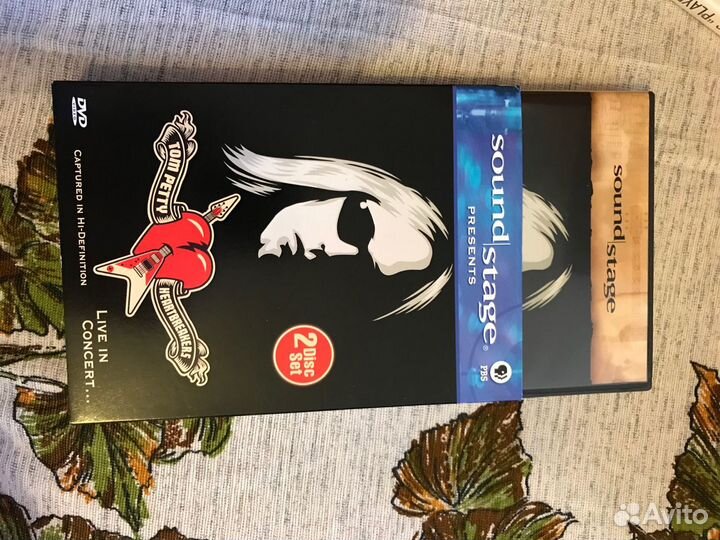 sound|stage®
PRESENTS
PBS
2
Disc
Set
TOM PETTY
HEARTBREAKERS
LIVE IN
CONCERT....
DVD
VIDEO
CAPTURED IN HI-DEFINITION
sound|stage
Avito